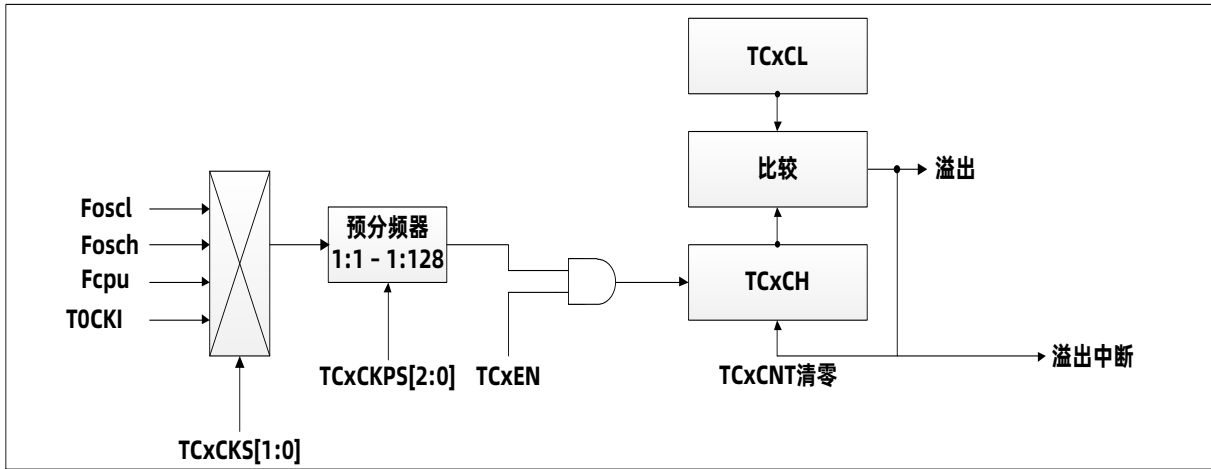 TCxCL
比较
溢出
Foscl
Fosch
Fcpu
T0CKI
预分频器
1:1 - 1:128
TCxCH
TCxCKPS[2:0]
TCxEN
TCxCNT清零
溢出中断
TCxCKS[1:0]